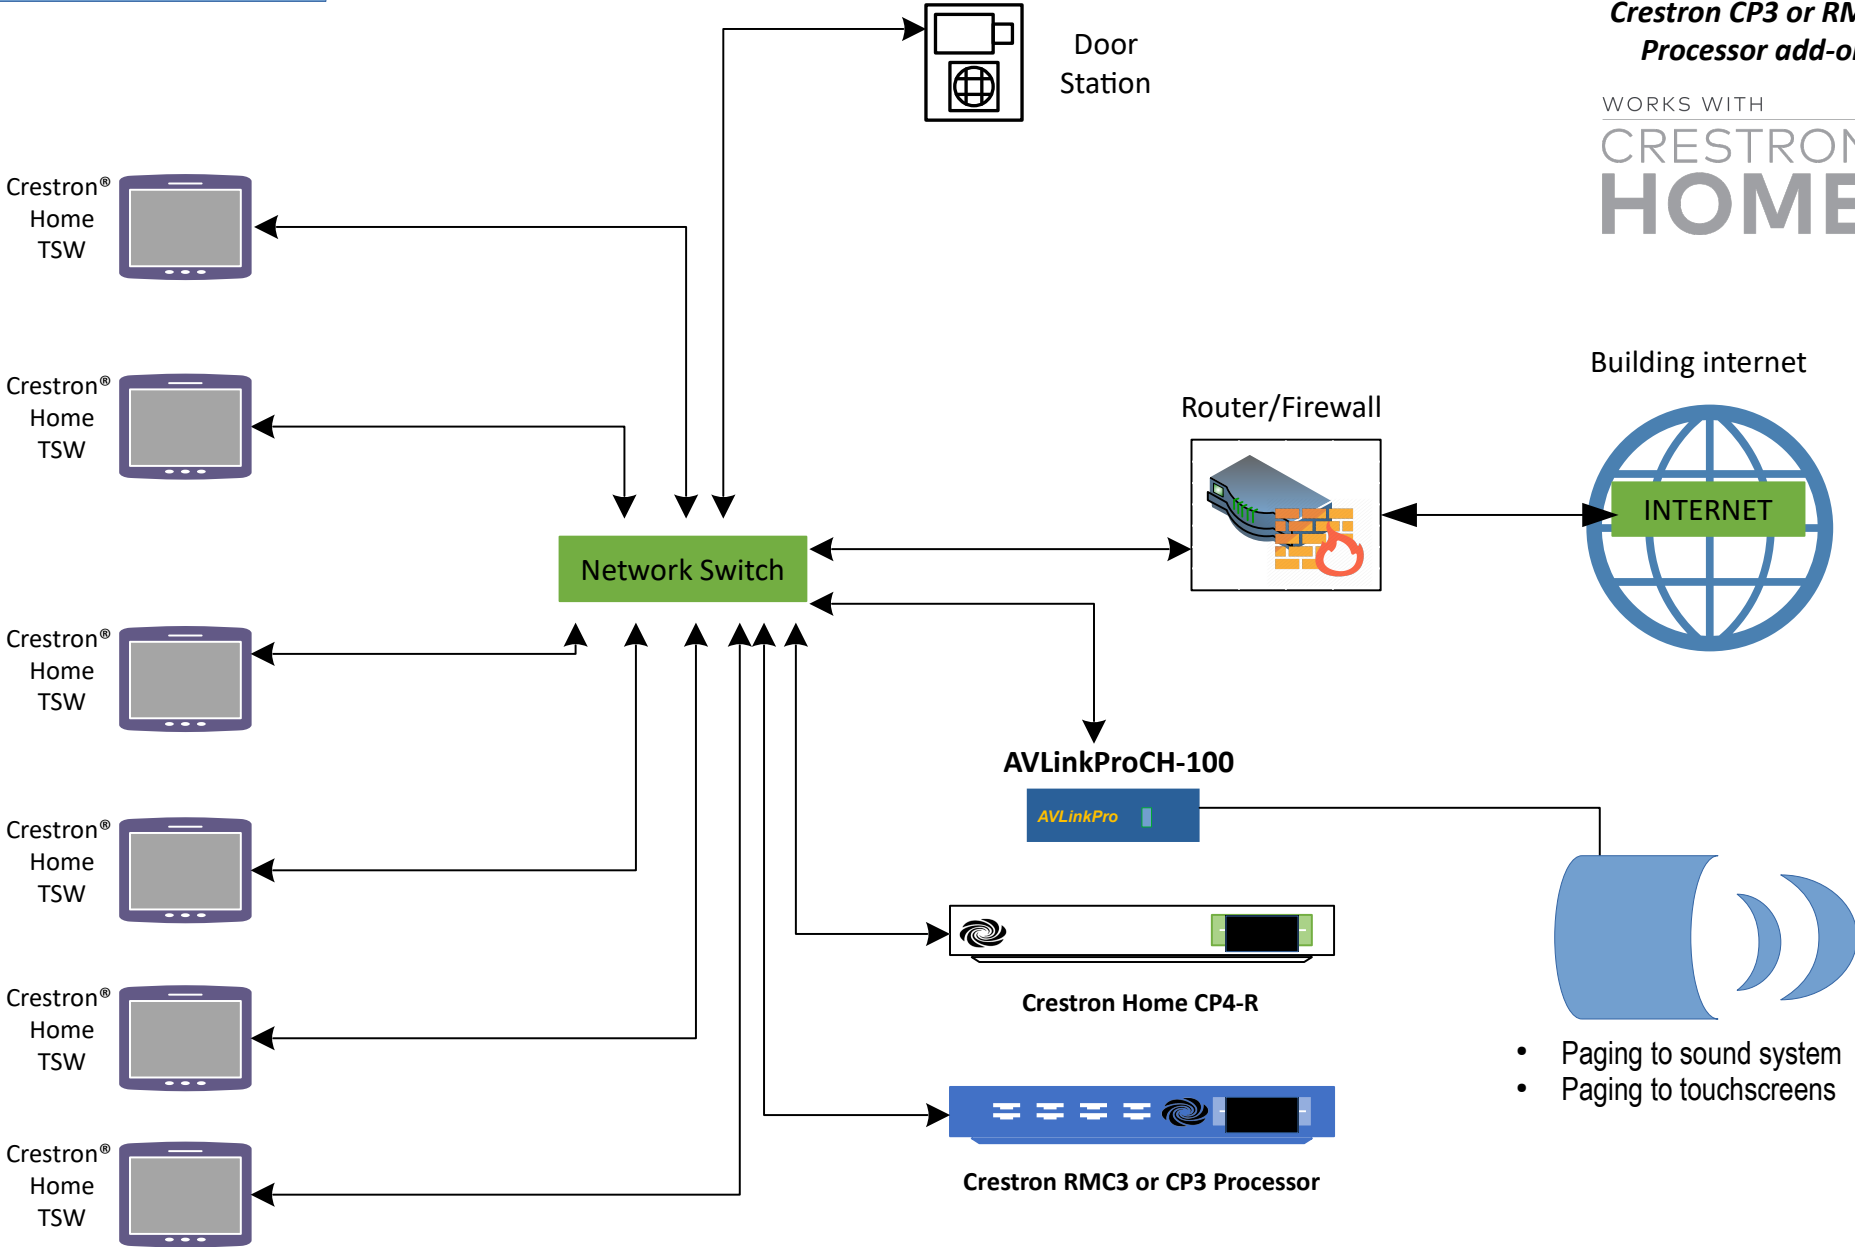 Crestron CP3 or
Processor
WORKS WITH
CRESTRON
HOME
Door
Station
Crestron®
Home
TSW
Crestron®
Home
TSW
Building internet
Router/Firewall
INTERNET
Network Switch
Crestron®
Home
TSW
AVLinkProCH-100
AVLinkPro
Crestron®
Home
TSW
Crestron Home CP4-R
Crestron®
Home
TSW
• Paging to sound system
• Paging to touchscreens
Crestron RMC3 or CP3 Processor
Crestron®
Home
TSW